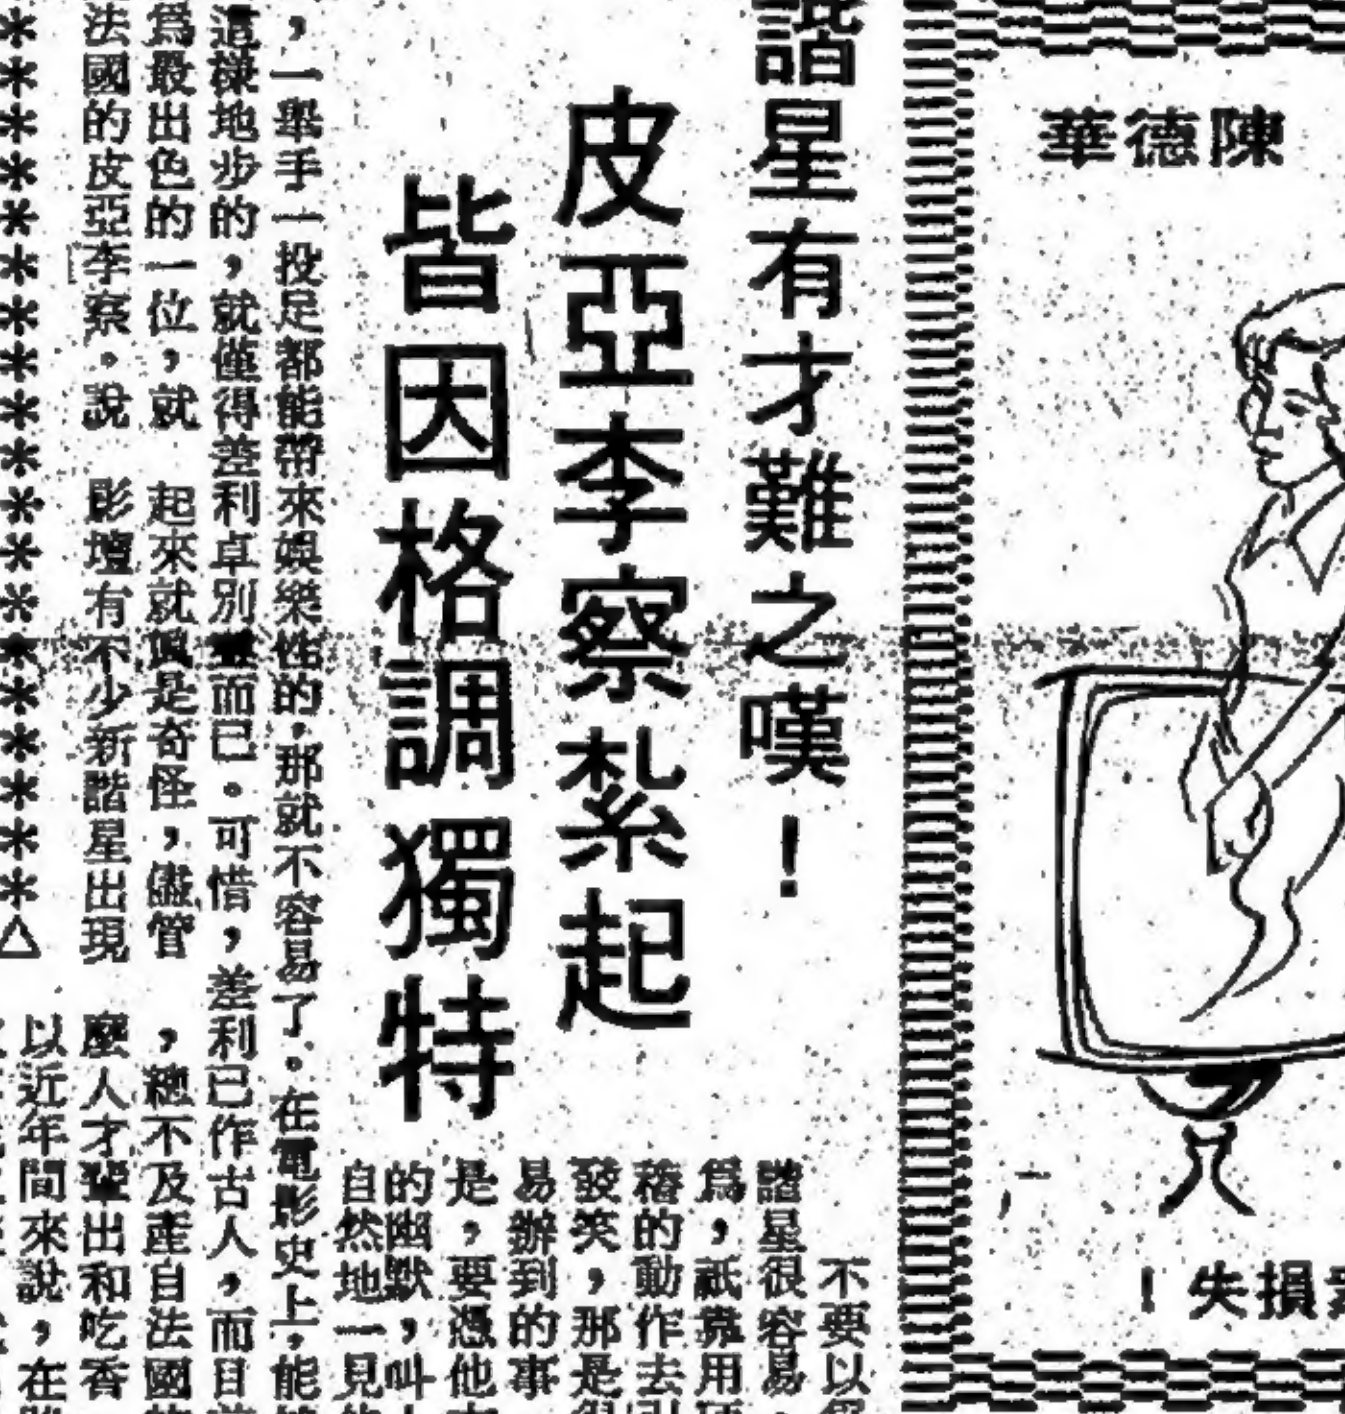 陳德華
損失！
諧星有才難之嘆！
皮亞李察紮起
皆因格調獨特
不要以
諧星很容易
爲，祇靠用
的動作去引
發笑，那是
易辦到的事
是，要憑他
的幽默，叫
自然地一見
，一舉手一投足都能帶來娛樂性的，那就不容易了。在電影史上，能
這樣地步的，就僅得差利卓別靈而已。可惜，差利已作古人，而目
爲最出色的一位，就
起來就眞是奇怪，儘管
，總不及產自法國
法國的皮亞李察。說
影壇有不少新諧星出現
麼人才輩出和吃香
以近年間來說，在